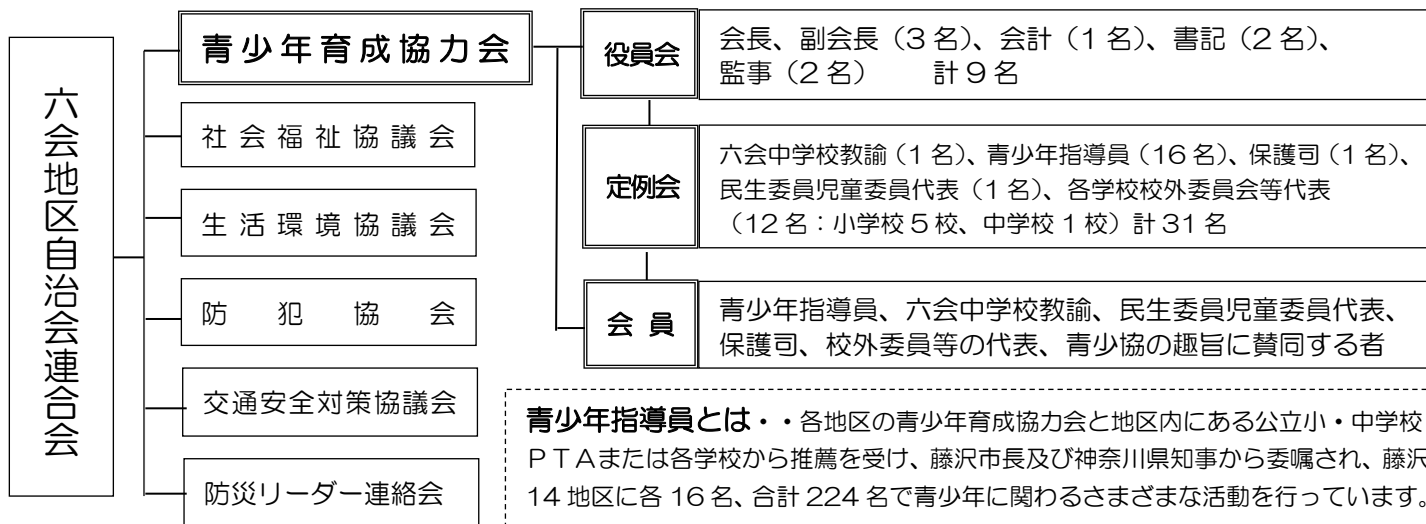 六会地区自治会連合会
青少年育成協力会
社会福祉協議会
生活環境協議会
防犯協会
交通安全対策協議会
防災リーダー連絡会
役員会
会長、副会長(3名)、会計(1名)、書記(2名)、
監事(2名) 計9名
定例会
六会中学校教諭(1名)、青少年指導員(16名)、保護司(1名)、
民生委員児童委員代表(1名)、各学校校外委員会等代表
(12名:小学校5校、中学校1校)計31名
会員
青少年指導員、六会中学校教諭、民生委員児童委員代表、
保護司、校外委員等の代表、青少協の趣旨に賛同する者
青少年指導員とは・・各地区の青少年育成協力会と地区内にある公立小・中学校
PTAまたは各学校から推薦を受け、藤沢市長及び神奈川県知事から委嘱され、藤沢
14地区に各16名、合計224名で青少年に関わるさまざまな活動を行っています。